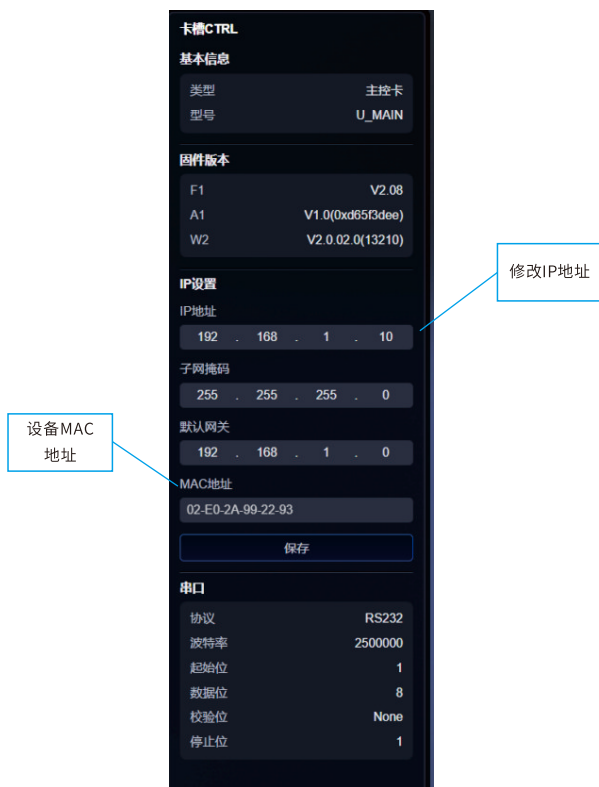 卡槽CTRL
基本信息
类型 主控卡
型号 U_MAIN
固件版本
F1 V2.08
A1 V1.0(0xd65f3dee)
W2 V2.0.02.0(13210)
IP设置
IP地址
192 . 168 . 1 . 10
修改IP地址
子网掩码
255 . 255 . 255 . 0
默认网关
192 . 168 . 1 . 0
设备MAC
地址
MAC地址
02-E0-2A-99-22-93
保存
串口
协议 RS232
波特率 2500000
起始位 1
数据位 8
校验位 None
停止位 1